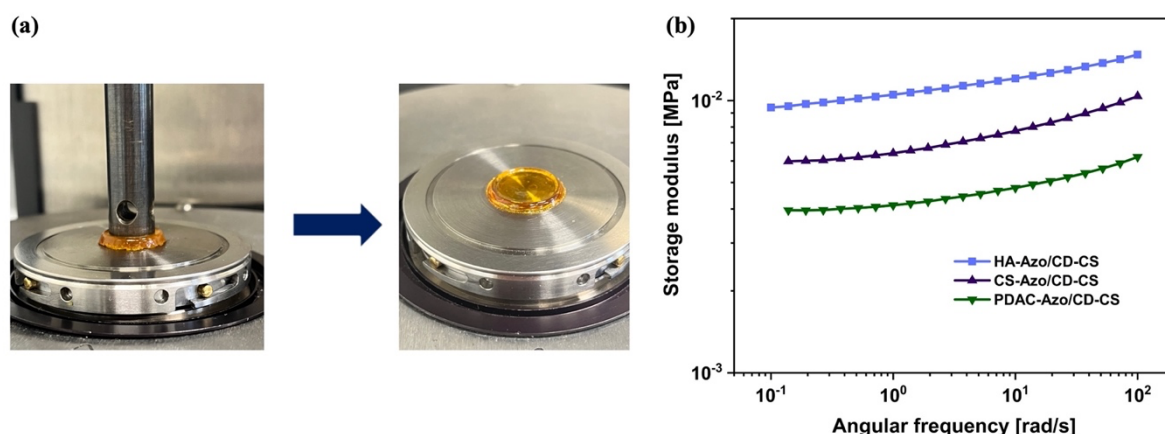 (a)
(b)
Storage modulus [MPa]
10⁻²
10⁻³
HA-Azo/CD-CS
CS-Azo/CD-CS
PDAC-Azo/CD-CS
10⁻¹
10⁰
10¹
10²
Angular frequency [rad/s]